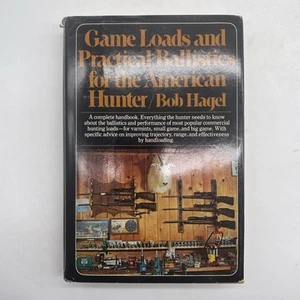 Game Loads and
Practical Ballistics
for the American
Hunter/Bob Hagel
A complete handbook. Everything the hunter needs to know
about the ballistics and performance of most popular commercial
hunting loads—for varmints, small game, and big game. With
specific advice on improving trajectory, range, and effectiveness
by handloading.